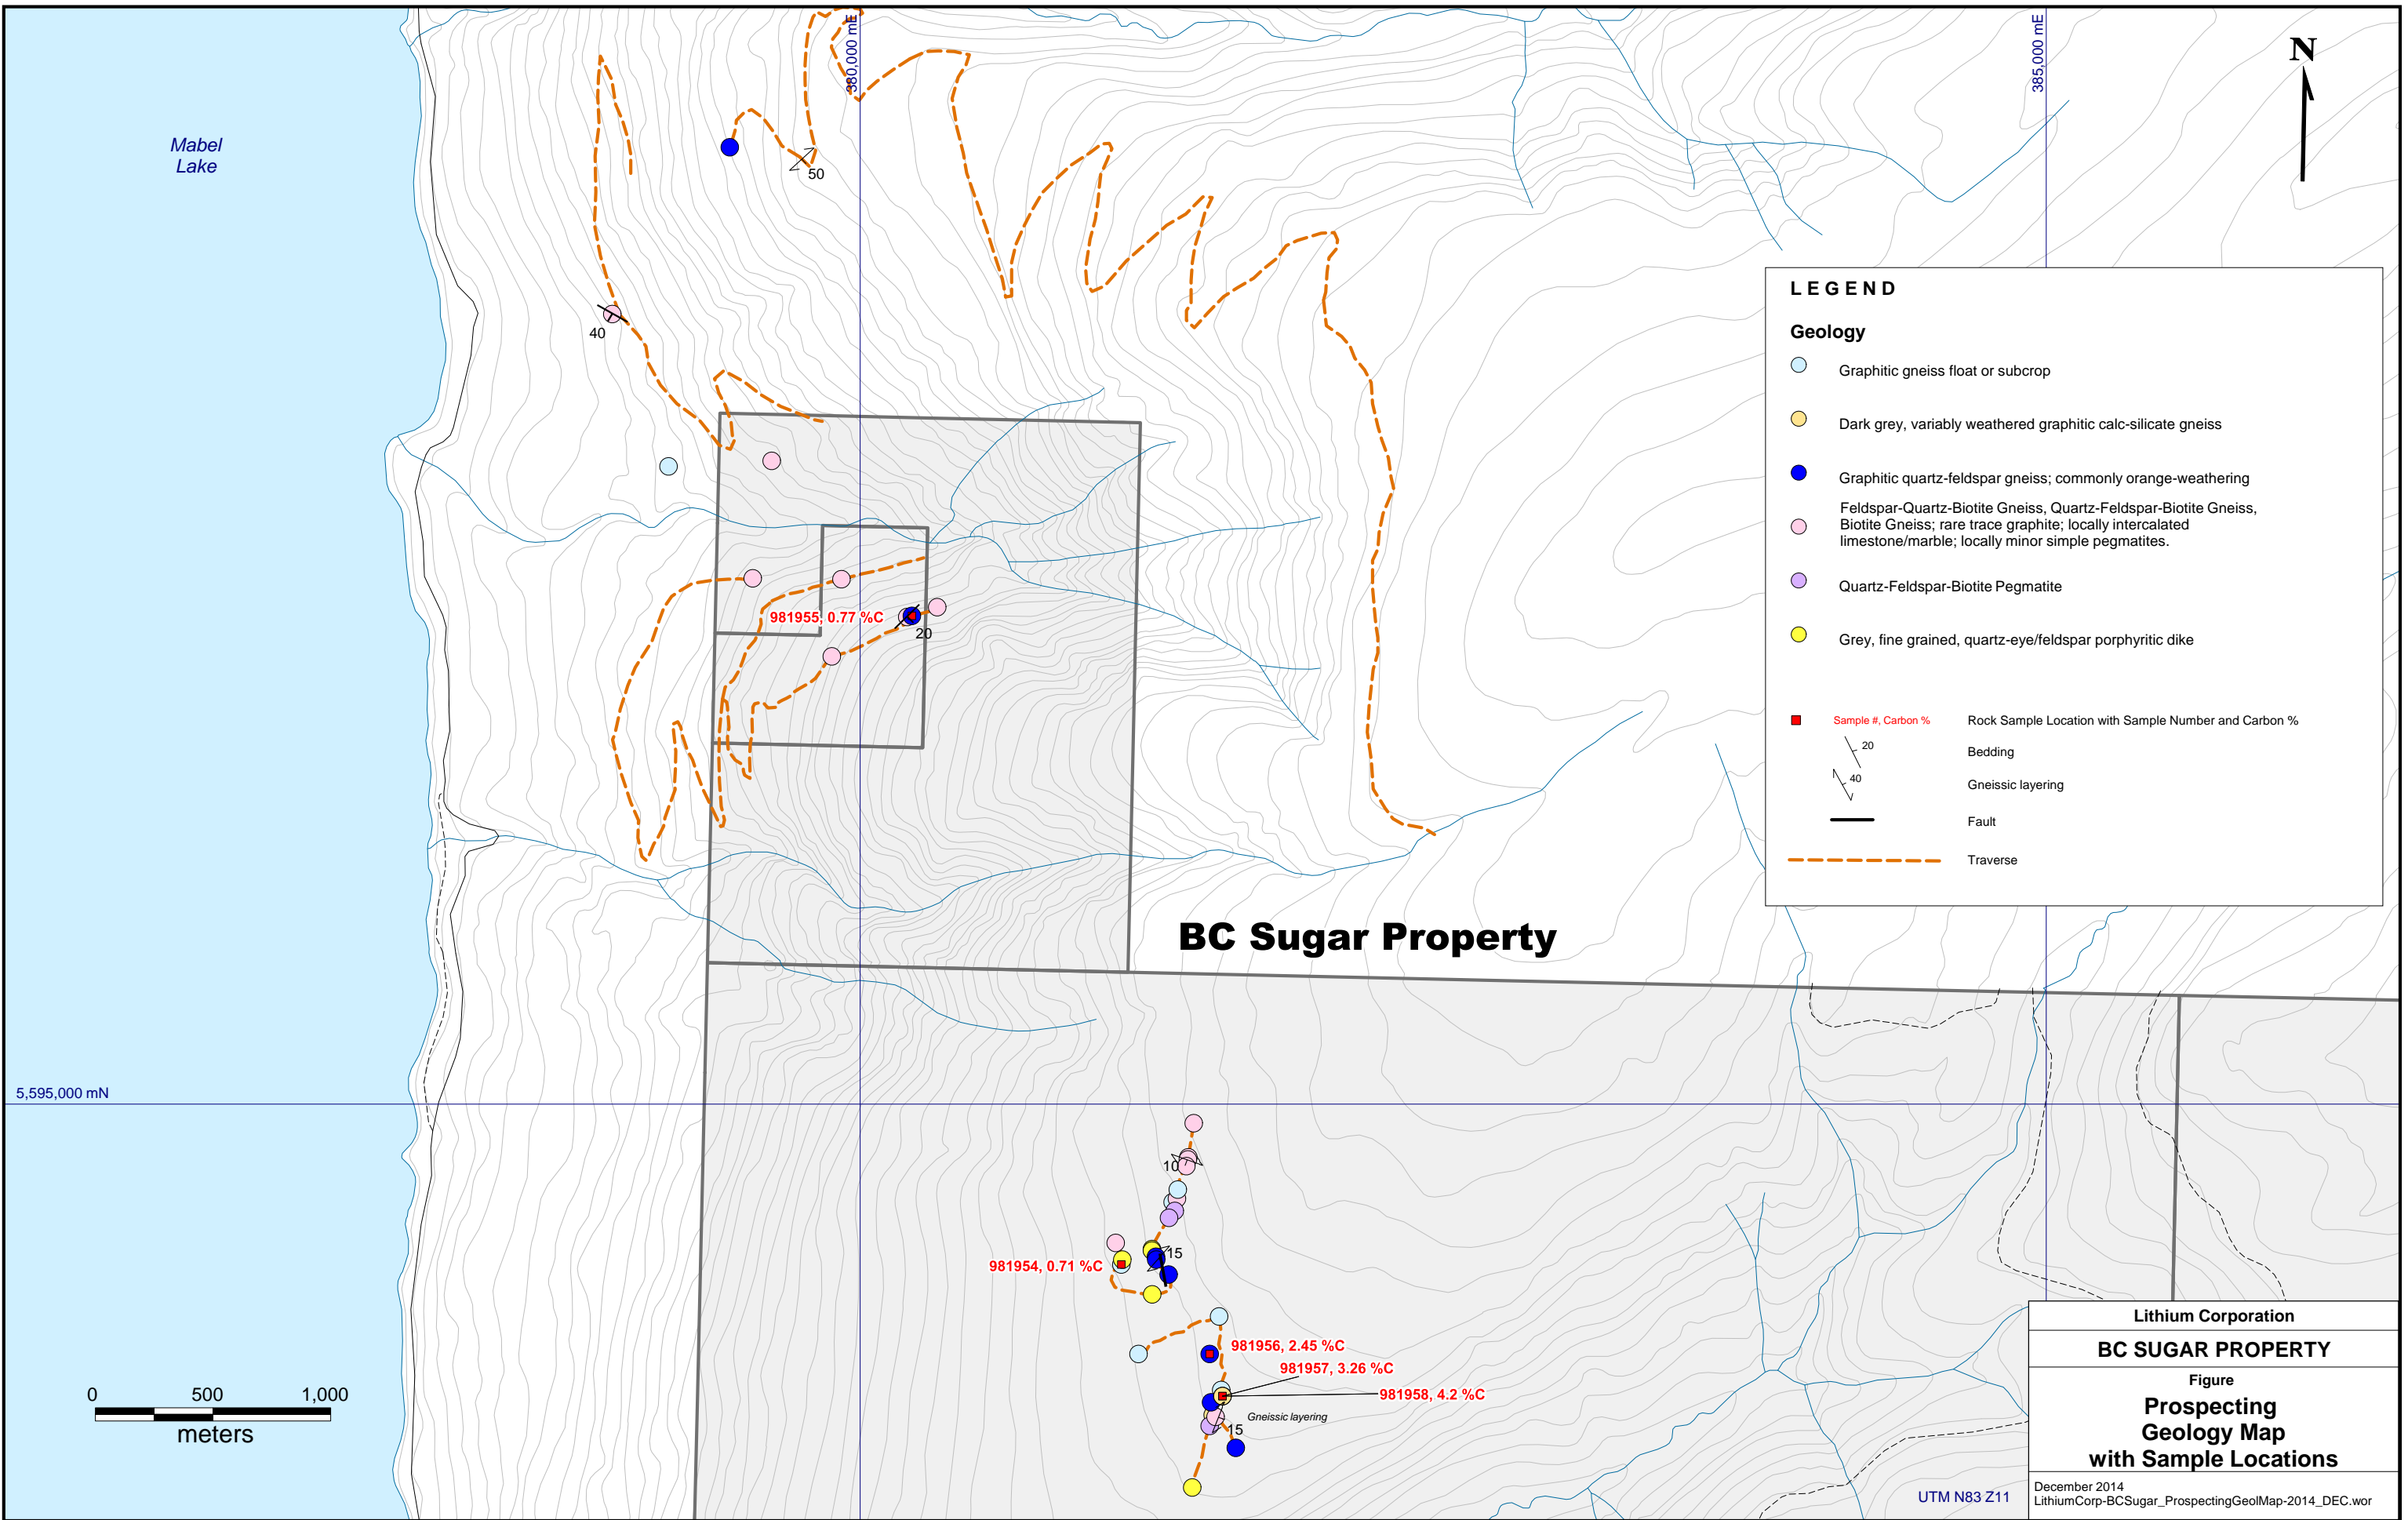 380,000 mE
385,000 mE
N
Mabel
Lake
50
40
L E G E N D
Geology
Graphitic gneiss float or subcrop
Dark grey, variably weathered graphitic calc-silicate gneiss
Graphitic quartz-feldspar gneiss; commonly orange-weathering
Feldspar-Quartz-Biotite Gneiss, Quartz-Feldspar-Biotite Gneiss,
Biotite Gneiss; rare trace graphite; locally intercalated
limestone/marble; locally minor simple pegmatites.
Quartz-Feldspar-Biotite Pegmatite
Grey, fine grained, quartz-eye/feldspar porphyritic dike
Sample #, Carbon %
Rock Sample Location with Sample Number and Carbon %
20
Bedding
40
Gneissic layering
Fault
Traverse
981955, 0.77 %C
20
BC Sugar Property
5,595,000 mN
10
15
981954, 0.71 %C
981956, 2.45 %C
981957, 3.26 %C
981958, 4.2 %C
Gneissic layering
15
0 500 1,000
meters
UTM N83 Z11
Lithium Corporation
BC SUGAR PROPERTY
Figure
Prospecting
Geology Map
with Sample Locations
December 2014
LithiumCorp-BCSugar_ProspectingGeolMap-2014_DEC.wor